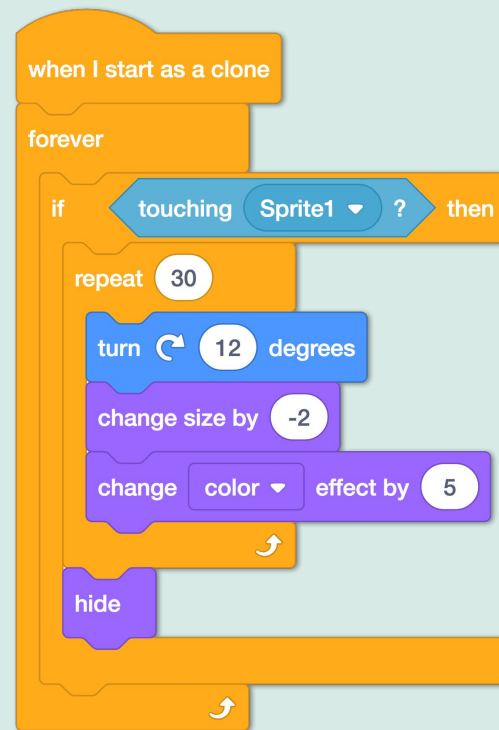 when I start as a clone
forever
if touching Sprite1 ? then
repeat 30
turn 12 degrees
change size by -2
change color effect by 5
hide